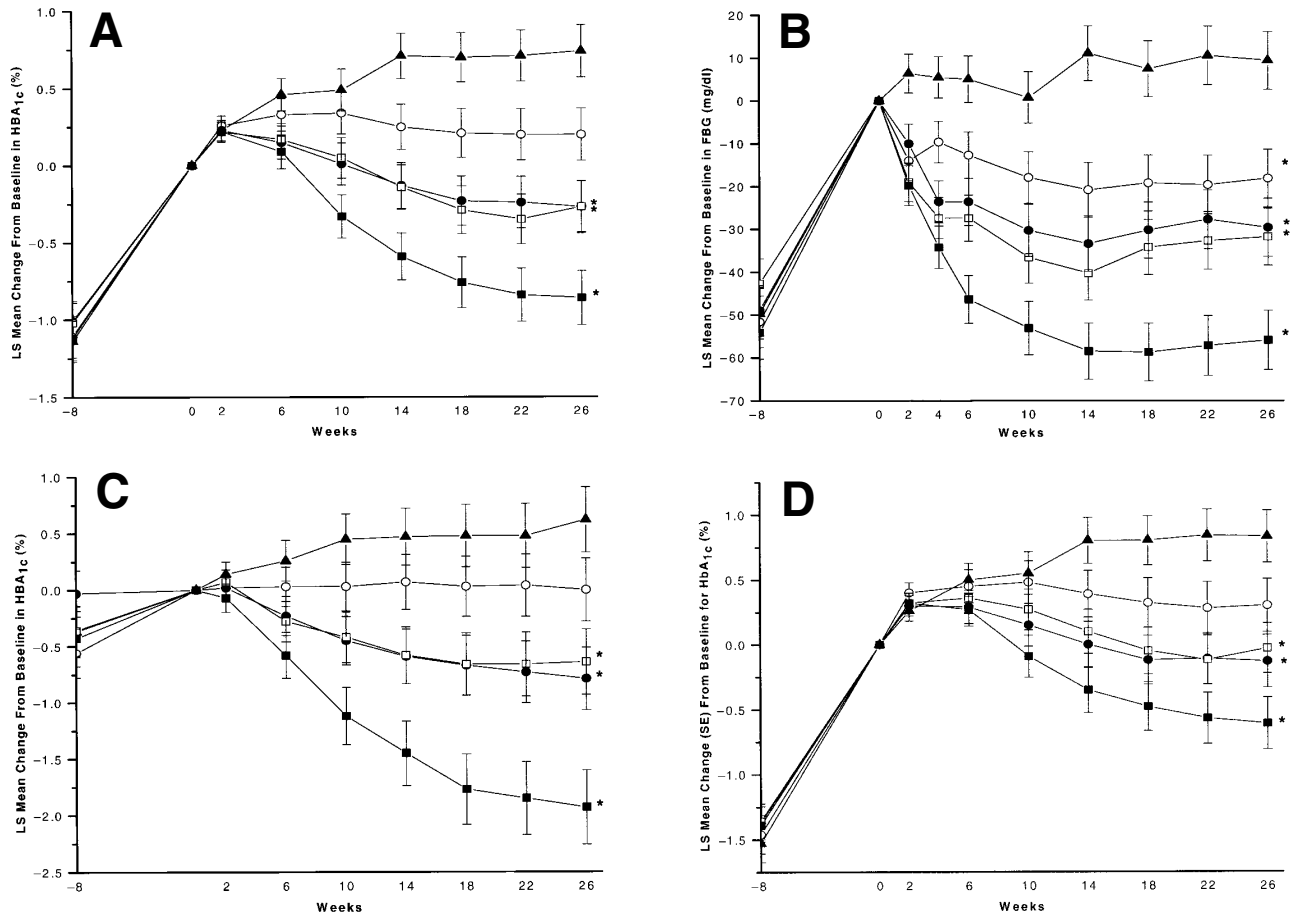 A
LS Mean Change From Baseline in HBA1c (%)
1.0
0.5
0.0
−0.5
−1.0
−1.5
−8 0 2 6 10 14 18 22 26
Weeks
*
*
*
B
LS Mean Change From Baseline in FBG (mg/dl)
20
10
0
−10
−20
−30
−40
−50
−60
−70
−8 0 2 4 6 10 14 18 22 26
Weeks
*
*
*
*
C
LS Mean Change From Baseline in HBA1c (%)
1.0
0.5
0.0
−0.5
−1.0
−1.5
−2.0
−2.5
−8 2 6 10 14 18 22 26
Weeks
*
*
*
D
LS Mean Change (SE) From Baseline for HbA1c (%)
1.0
0.5
0.0
−0.5
−1.0
−1.5
−8 0 2 6 10 14 18 22 26
Weeks
*
*
*